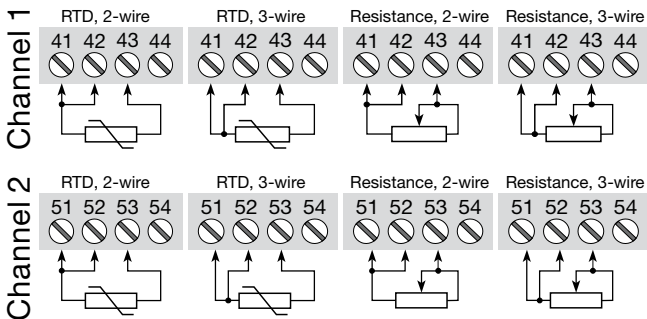 Channel 1
RTD, 2-wire
41 42 43 44
RTD, 3-wire
41 42 43 44
Resistance, 2-wire
41 42 43 44
Resistance, 3-wire
41 42 43 44
Channel 2
RTD, 2-wire
51 52 53 54
RTD, 3-wire
51 52 53 54
Resistance, 2-wire
51 52 53 54
Resistance, 3-wire
51 52 53 54